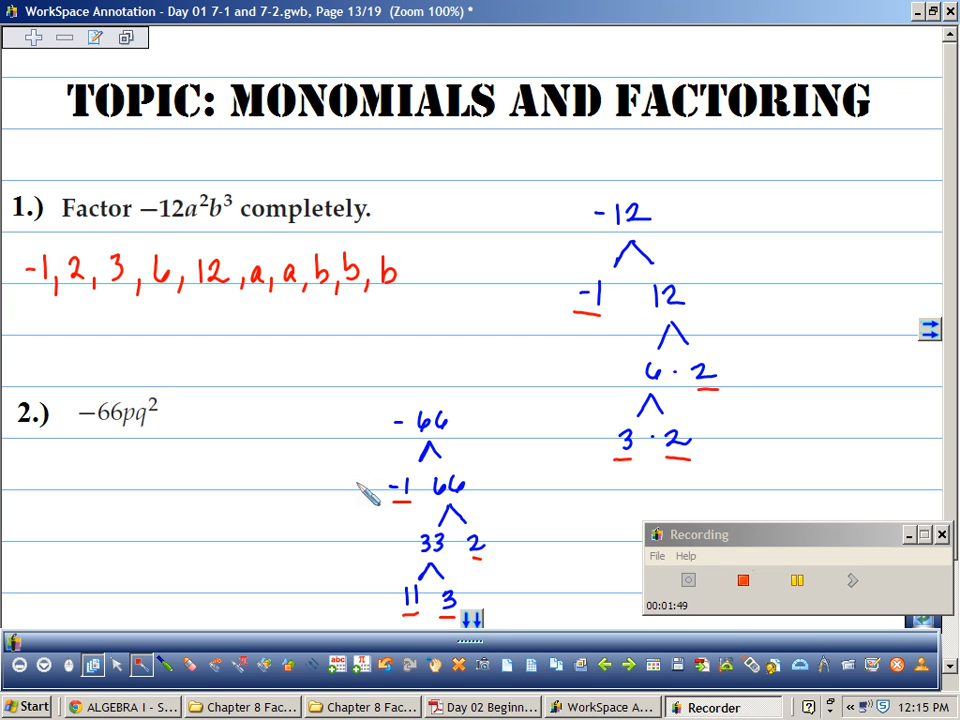 WorkSpace Annotation - Day 01 7-1 and 7-2.gwb, Page 13/19 (Zoom 100%) *
TOPIC: MONOMIALS AND FACTORING
1.) Factor −12a²b³ completely.
-12
-1, 2, 3, 6, 12, a, a, b, b, b
-1 12
6 · 2
2.) −66pq²
- 66
3 · 2
-1 66
33 2
11 3
Recording
File Help
00:01:49
Start
ALGEBRA I - S...
Chapter 8 Fac...
Chapter 8 Fac...
Day 02 Beginn...
WorkSpace A...
Recorder
12:15 PM